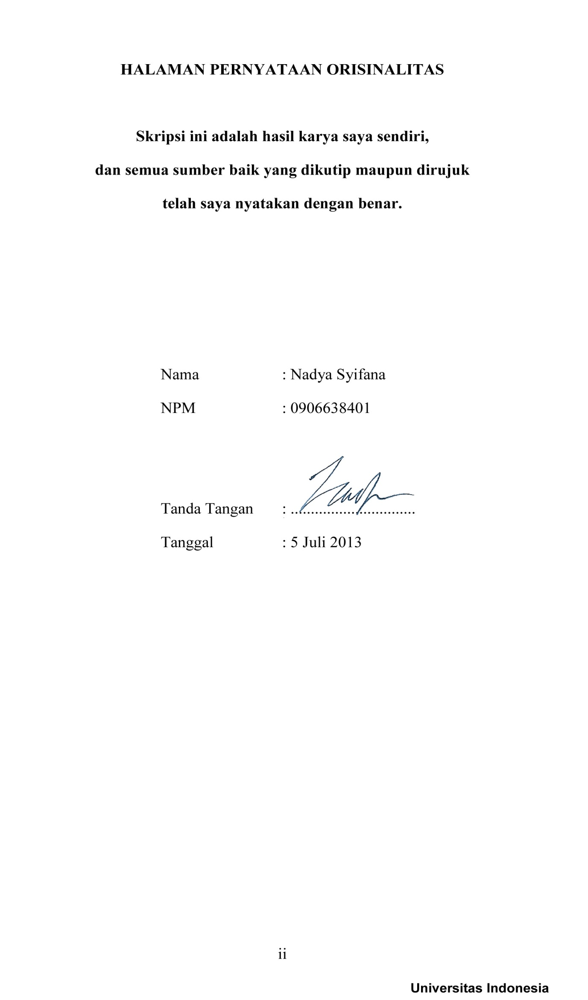 HALAMAN PERNYATAAN ORISINALITAS
Skripsi ini adalah hasil karya saya sendiri,
dan semua sumber baik yang dikutip maupun dirujuk
telah saya nyatakan dengan benar.
Nama : Nadya Syifana
NPM : 0906638401
Tanda Tangan : ...............................
Tanggal : 5 Juli 2013
ii
Universitas Indonesia